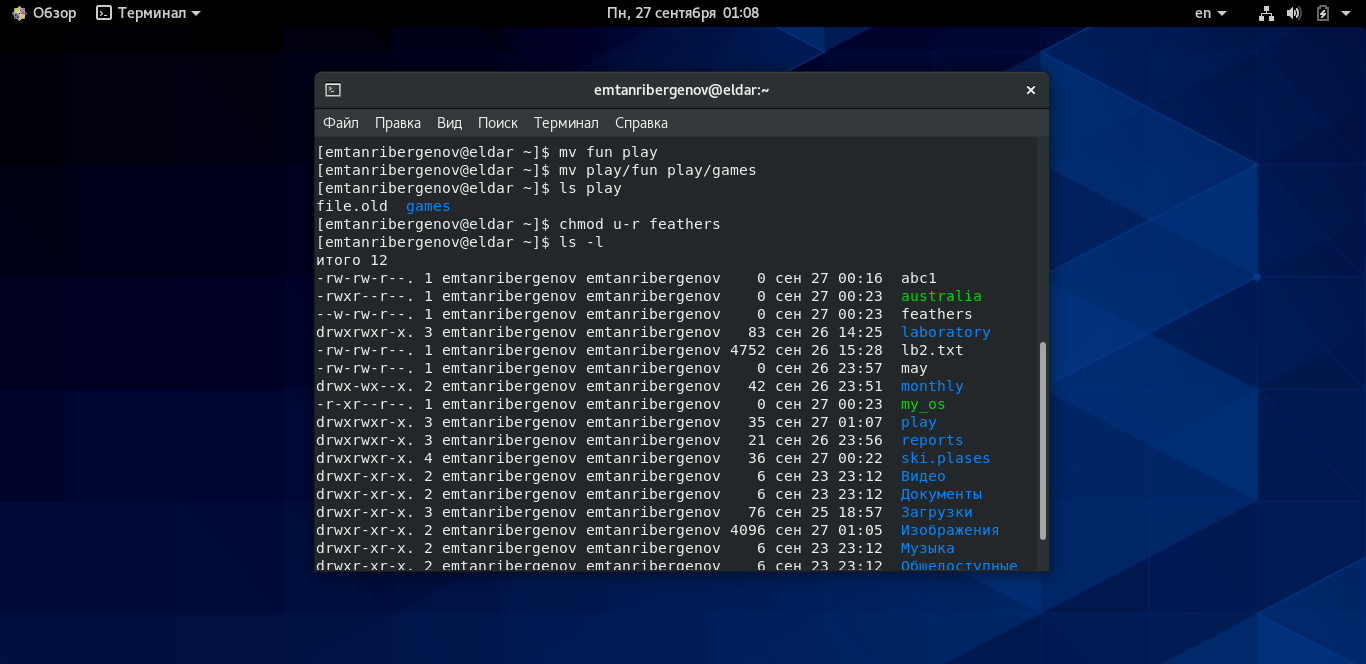 Обзор Терминал Пн, 27 сентября 01:08 en
emtanribergenov@eldar:~
Файл Правка Вид Поиск Терминал Справка
[emtanribergenov@eldar ~]$ mv fun play
[emtanribergenov@eldar ~]$ mv play/fun play/games
[emtanribergenov@eldar ~]$ ls play
file.old games
[emtanribergenov@eldar ~]$ chmod u-r feathers
[emtanribergenov@eldar ~]$ ls -l
итого 12
-rw-rw-r--. 1 emtanribergenov emtanribergenov 0 сен 27 00:16 abc1
-rwxr--r--. 1 emtanribergenov emtanribergenov 0 сен 27 00:23 australia
--w-rw-r--. 1 emtanribergenov emtanribergenov 0 сен 27 00:23 feathers
drwxrwxr-x. 3 emtanribergenov emtanribergenov 83 сен 26 14:25 laboratory
-rw-rw-r--. 1 emtanribergenov emtanribergenov 4752 сен 26 15:28 lb2.txt
-rw-rw-r--. 1 emtanribergenov emtanribergenov 0 сен 26 23:57 may
drwx-wx--x. 2 emtanribergenov emtanribergenov 42 сен 26 23:51 monthly
-r-xr--r--. 1 emtanribergenov emtanribergenov 0 сен 27 00:23 my_os
drwxrwxr-x. 3 emtanribergenov emtanribergenov 35 сен 27 01:07 play
drwxrwxr-x. 3 emtanribergenov emtanribergenov 21 сен 26 23:56 reports
drwxrwxr-x. 4 emtanribergenov emtanribergenov 36 сен 27 00:22 ski.plases
drwxr-xr-x. 2 emtanribergenov emtanribergenov 6 сен 23 23:12 Видео
drwxr-xr-x. 2 emtanribergenov emtanribergenov 6 сен 23 23:12 Документы
drwxr-xr-x. 3 emtanribergenov emtanribergenov 76 сен 25 18:57 Загрузки
drwxr-xr-x. 2 emtanribergenov emtanribergenov 4096 сен 27 01:05 Изображения
drwxr-xr-x. 2 emtanribergenov emtanribergenov 6 сен 23 23:12 Музыка
drwxr-xr-x. 2 emtanribergenov emtanribergenov 6 сен 23 23:12 Общедоступные